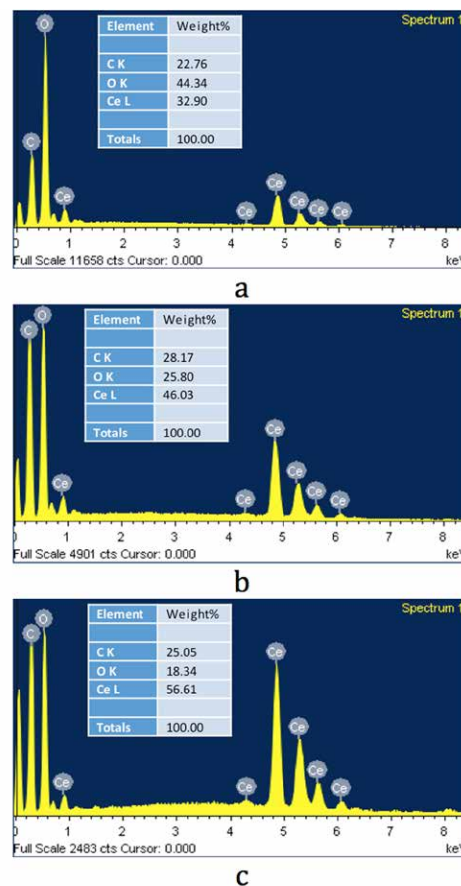 Spectrum 1
Element Weight%
C K 22.76
O K 44.34
Ce L 32.90
Totals 100.00
O
C
Ce
Ce
Ce
Ce
Ce
Ce
0 1 2 3 4 5 6 7 8
Full Scale 11658 cts Cursor: 0.000 keV
a
Spectrum 1
Element Weight%
C K 28.17
O K 25.80
Ce L 46.03
Totals 100.00
C
O
Ce
Ce
Ce
Ce
Ce
Ce
0 1 2 3 4 5 6 7 8
Full Scale 4901 cts Cursor: 0.000 keV
b
Spectrum 1
Element Weight%
C K 25.05
O K 18.34
Ce L 56.61
Totals 100.00
C
O
Ce
Ce
Ce
Ce
Ce
Ce
0 1 2 3 4 5 6 7 8
Full Scale 2483 cts Cursor: 0.000 keV
c